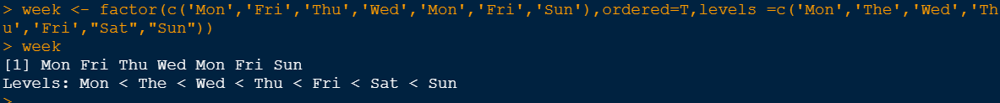 > week <- factor(c('Mon','Fri','Thu','Wed','Mon','Fri','Sun'),ordered=T,levels =c('Mon','The','Wed','Th
u','Fri',"Sat","Sun"))
> week
[1] Mon Fri Thu Wed Mon Fri Sun
Levels: Mon < The < Wed < Thu < Fri < Sat < Sun
>